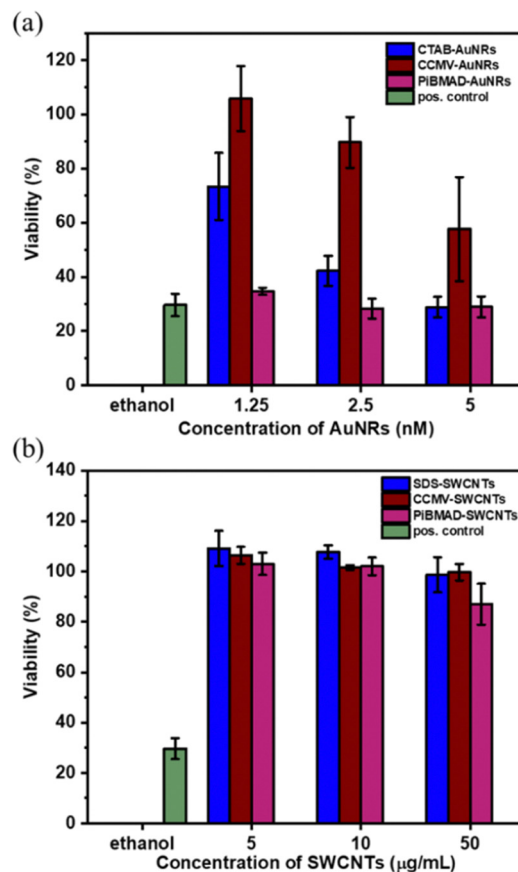 (a)
120
100
80
60
40
20
0
Viability (%)
CTAB-AuNRs
CCMV-AuNRs
PiBMAD-AuNRs
pos. control
ethanol 1.25 2.5 5
Concentration of AuNRs (nM)
(b)
140
120
100
80
60
40
20
0
Viability (%)
SDS-SWCNTs
CCMV-SWCNTs
PiBMAD-SWCNTs
pos. control
ethanol 5 10 50
Concentration of SWCNTs (μg/mL)